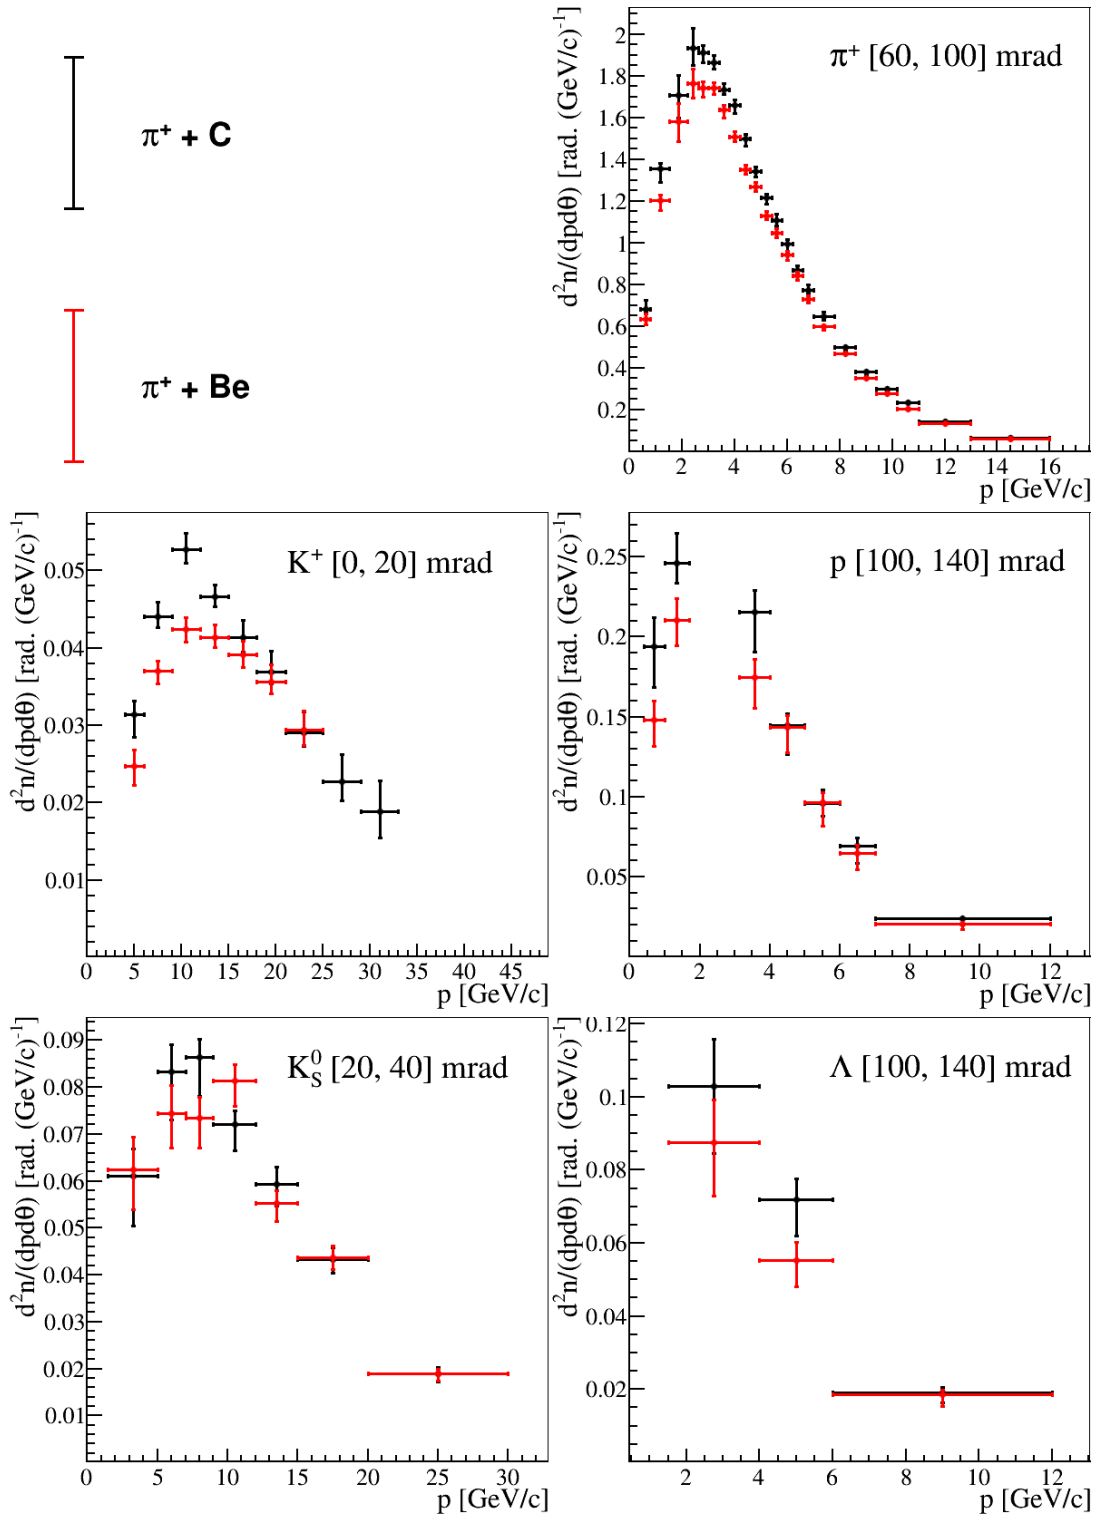 π⁺ + C
π⁺ + Be
d²n/(dpdθ) [rad. (GeV/c)⁻¹]
π⁺ [60, 100] mrad
2
1.8
1.6
1.4
1.2
1
0.8
0.6
0.4
0.2
0 2 4 6 8 10 12 14 16
p [GeV/c]
d²n/(dpdθ) [rad. (GeV/c)⁻¹]
K⁺ [0, 20] mrad
0.05
0.04
0.03
0.02
0.01
0 5 10 15 20 25 30 35 40 45
p [GeV/c]
d²n/(dpdθ) [rad. (GeV/c)⁻¹]
p [100, 140] mrad
0.25
0.2
0.15
0.1
0.05
0 2 4 6 8 10 12
p [GeV/c]
d²n/(dpdθ) [rad. (GeV/c)⁻¹]
K⁰S [20, 40] mrad
0.09
0.08
0.07
0.06
0.05
0.04
0.03
0.02
0.01
0 5 10 15 20 25 30
p [GeV/c]
d²n/(dpdθ) [rad. (GeV/c)⁻¹]
Λ [100, 140] mrad
0.12
0.1
0.08
0.06
0.04
0.02
2 4 6 8 10 12
p [GeV/c]